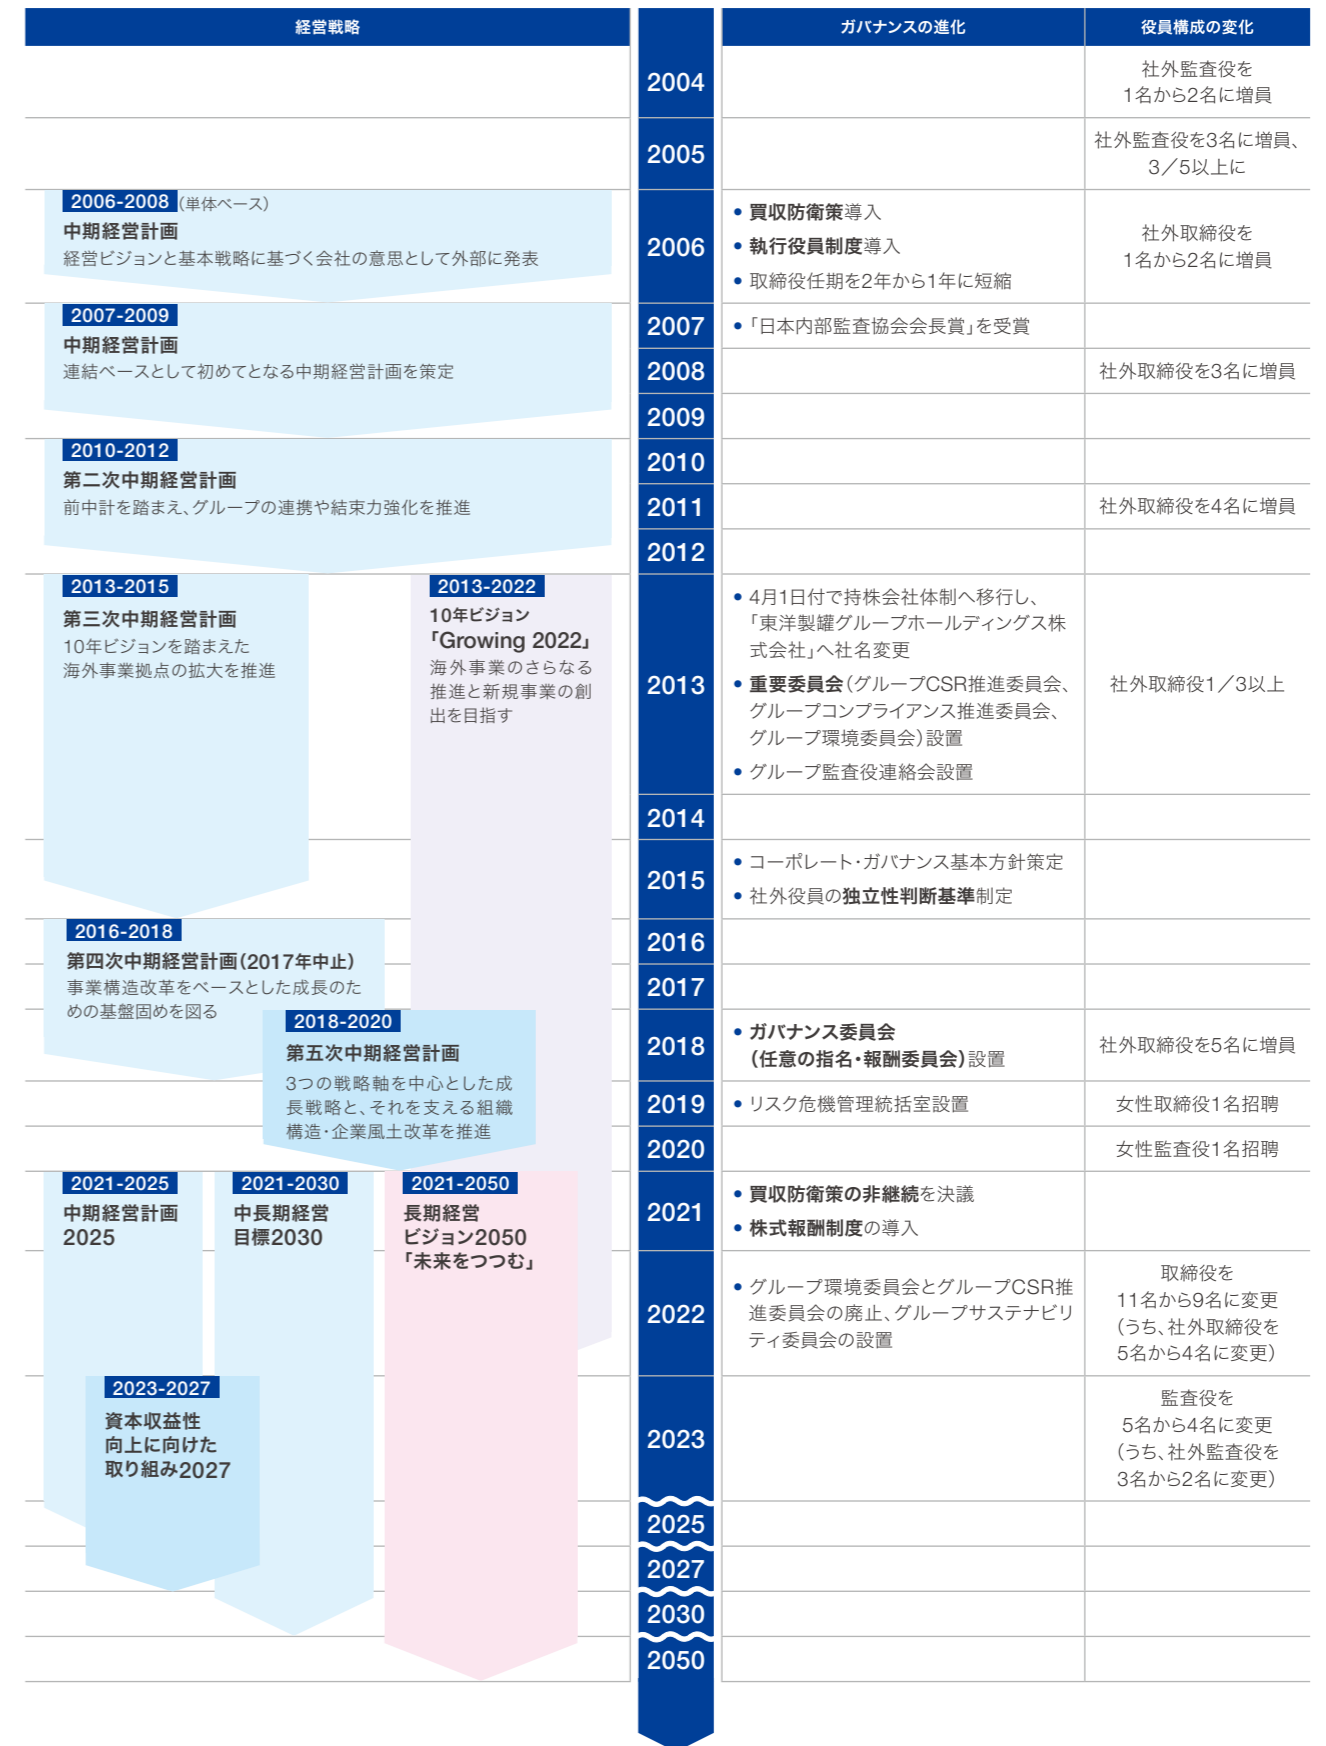 経営戦略
ガバナンスの進化
役員構成の変化
2004
社外監査役を
1名から2名に増員
2005
社外監査役を3名に増員、
3／5以上に
2006-2008(単体ベース)
中期経営計画
経営ビジョンと基本戦略に基づく会社の意思として外部に発表
2006
• 買収防衛策導入
• 執行役員制度導入
• 取締役任期を2年から1年に短縮
社外取締役を
1名から2名に増員
2007-2009
中期経営計画
連結ベースとして初めてとなる中期経営計画を策定
2007
• 「日本内部監査協会会長賞」を受賞
2008
社外取締役を3名に増員
2009
2010-2012
第二次中期経営計画
前中計を踏まえ、グループの連携や結束力強化を推進
2010
2011
社外取締役を4名に増員
2012
2013-2015
第三次中期経営計画
10年ビジョンを踏まえた
海外事業拠点の拡大を推進
2013-2022
10年ビジョン
「Growing 2022」
海外事業のさらなる
推進と新規事業の創
出を目指す
2013
• 4月1日付で持株会社体制へ移行し、
「東洋製罐グループホールディングス株
式会社」へ社名変更
• 重要委員会（グループCSR推進委員会、
グループコンプライアンス推進委員会、
グループ環境委員会）設置
• グループ監査役連絡会設置
社外取締役1／3以上
2014
2015
• コーポレート・ガバナンス基本方針策定
• 社外役員の独立性判断基準制定
2016-2018
第四次中期経営計画（2017年中止）
事業構造改革をベースとした成長のた
めの基盤固めを図る
2016
2017
2018-2020
第五次中期経営計画
3つの戦略軸を中心とした成
長戦略と、それを支える組織
構造・企業風土改革を推進
2018
• ガバナンス委員会
（任意の指名・報酬委員会）設置
社外取締役を5名に増員
2019
• リスク危機管理統括室設置
女性取締役1名招聘
2020
女性監査役1名招聘
2021-2025
中期経営計画
2025
2021-2030
中長期経営
目標2030
2021-2050
長期経営
ビジョン2050
「未来をつつむ」
2021
• 買収防衛策の非継続を決議
• 株式報酬制度の導入
2022
• グループ環境委員会とグループCSR推
進委員会の廃止、グループサステナビリ
ティ委員会の設置
取締役を
11名から9名に変更
（うち、社外取締役を
5名から4名に変更）
2023-2027
資本収益性
向上に向けた
取り組み2027
2023
監査役を
5名から4名に変更
（うち、社外監査役を
3名から2名に変更）
2025
2027
2030
2050